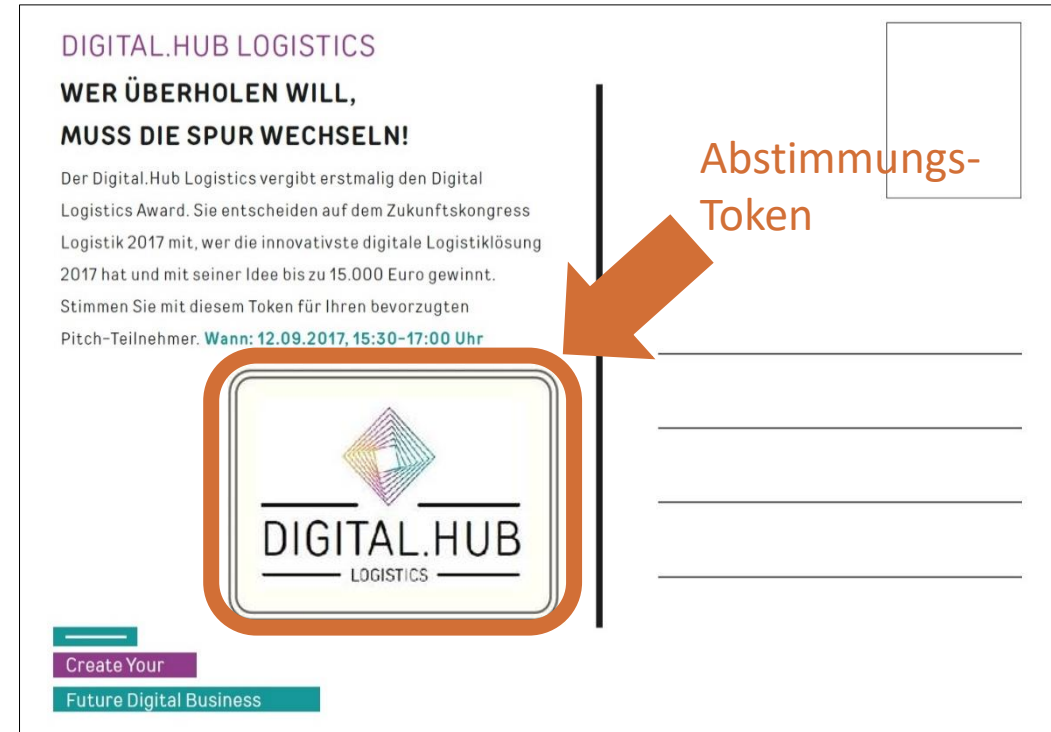 DIGITAL.HUB LOGISTICS
WER ÜBERHOLEN WILL,
MUSS DIE SPUR WECHSELN!
Der Digital.Hub Logistics vergibt erstmalig den Digital
Logistics Award. Sie entscheiden auf dem Zukunftskongress
Logistik 2017 mit, wer die innovativste digitale Logistiklösung
2017 hat und mit seiner Idee bis zu 15.000 Euro gewinnt.
Stimmen Sie mit diesem Token für Ihren bevorzugten
Pitch-Teilnehmer. Wann: 12.09.2017, 15:30-17:00 Uhr
DIGITAL.HUB
LOGISTICS
Create Your
Future Digital Business
Abstimmungs-
Token